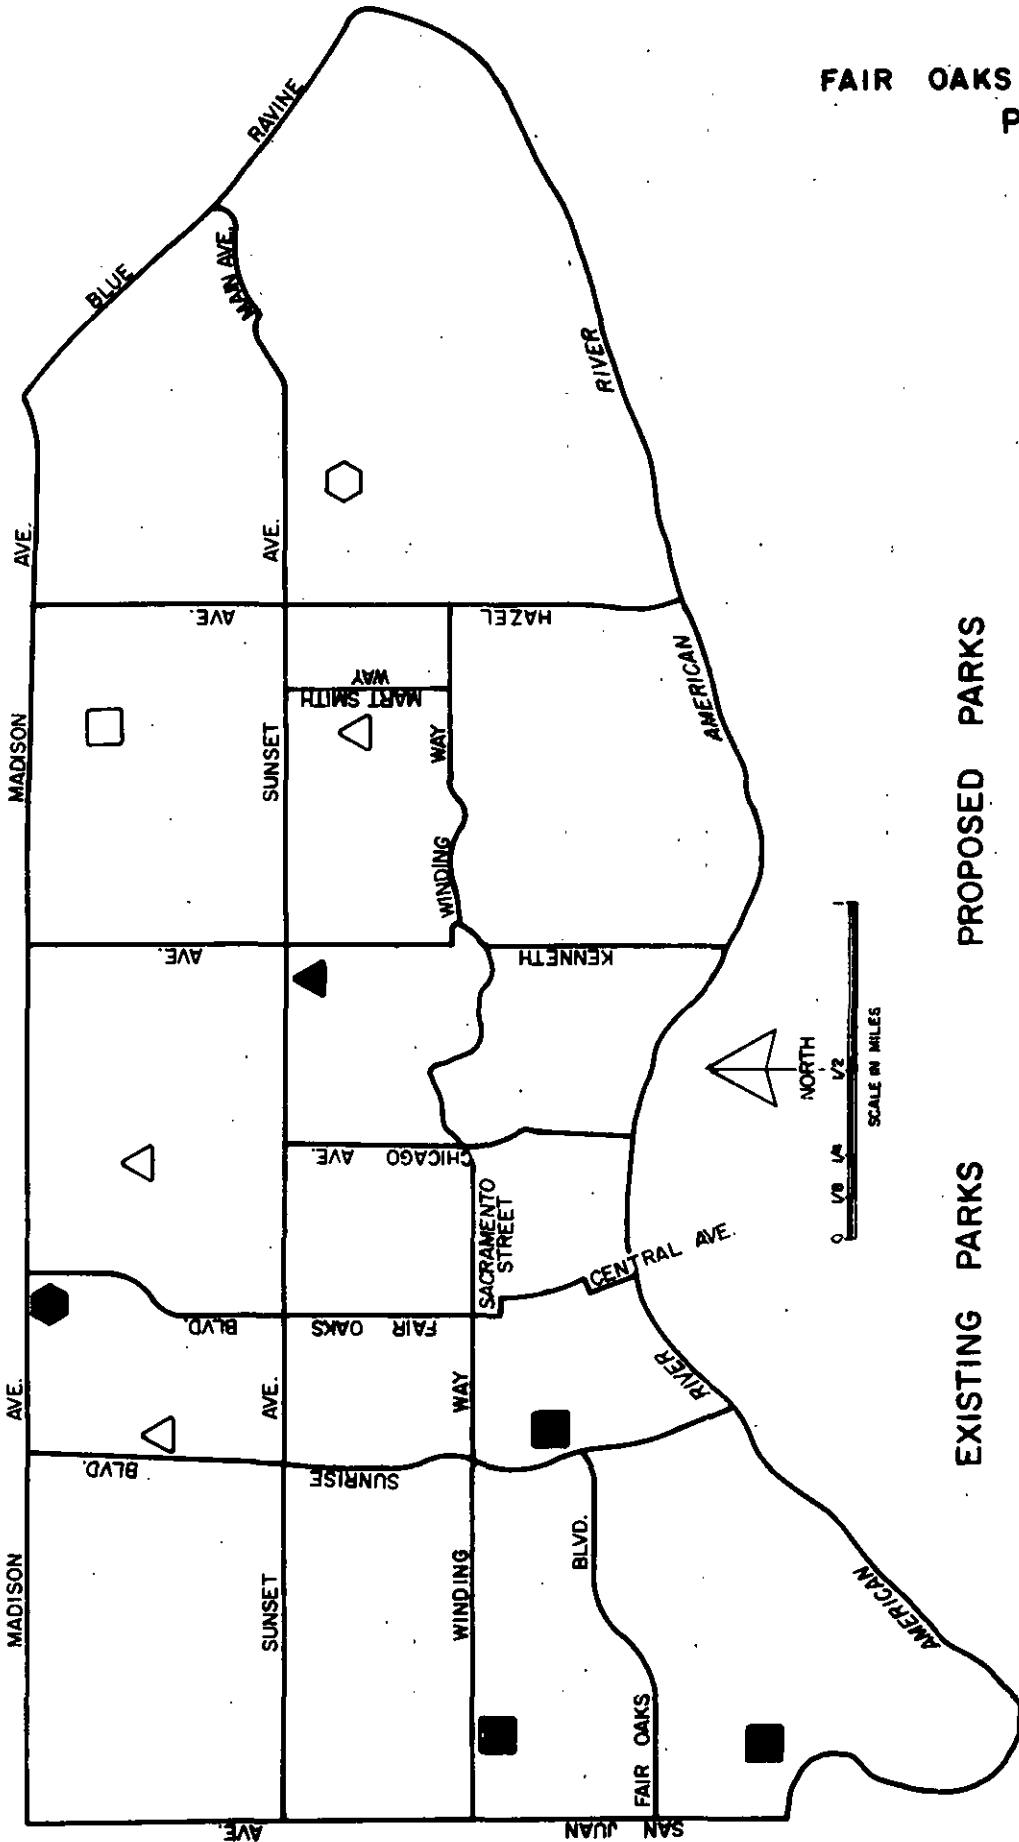 FAIR OAKS
P
BLUE
RAVINE
MAIN AVE.
MADISON
AVE.
MADISON
AVE.
SUNSET
AVE.
SUNSET
AVE.
WINDING
WAY
WINDING
WAY
SACRAMENTO
STREET
SAN JUAN
AVE.
SUNRISE
BLVD.
FAIR OAKS
BLVD.
FAIR OAKS
BLVD.
CHICAGO
AVE.
KENNETH
AVE.
MART SMITH
WAY
HAZEL
AVE.
CENTRAL AVE.
AMERICAN
RIVER
AMERICAN
RIVER
NORTH
0 1/8 1/4 1/2 1
SCALE IN MILES
EXISTING PARKS
PROPOSED PARKS